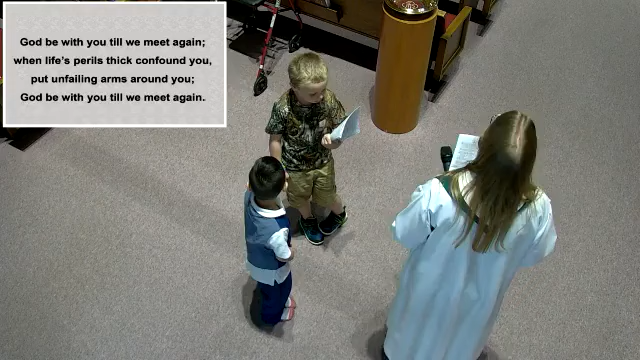 God be with you till we meet again;
when life's perils thick confound you,
put unfailing arms around you;
God be with you till we meet again.